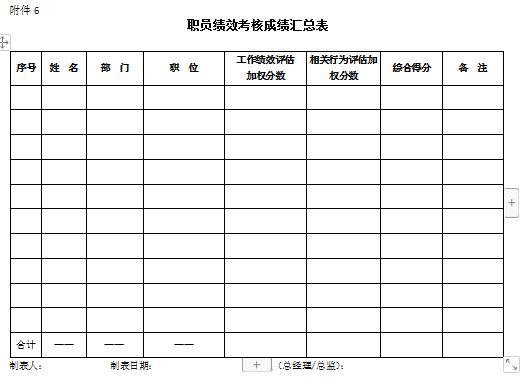 附件 6
职员绩效考核成绩汇总表
序号 姓 名 部 门 职 位 工作绩效评估加权分数 相关行为评估加权分数 综合得分 备 注
合计 —— —— ——
制表人: 制表日期: (总经理/总监):